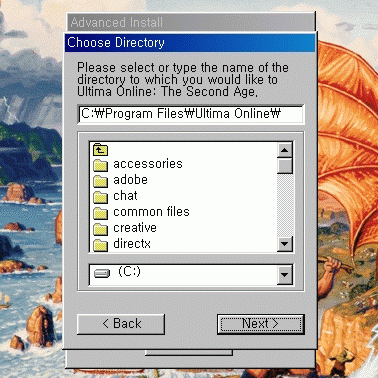 Advanced Install
Choose Directory
Please select or type the name of the
directory to which you would like to
Ultima Online: The Second Age,
C:₩Program Files₩Ultima Online₩
accessories
adobe
chat
common files
creative
directx
(C:)
< Back
Next >